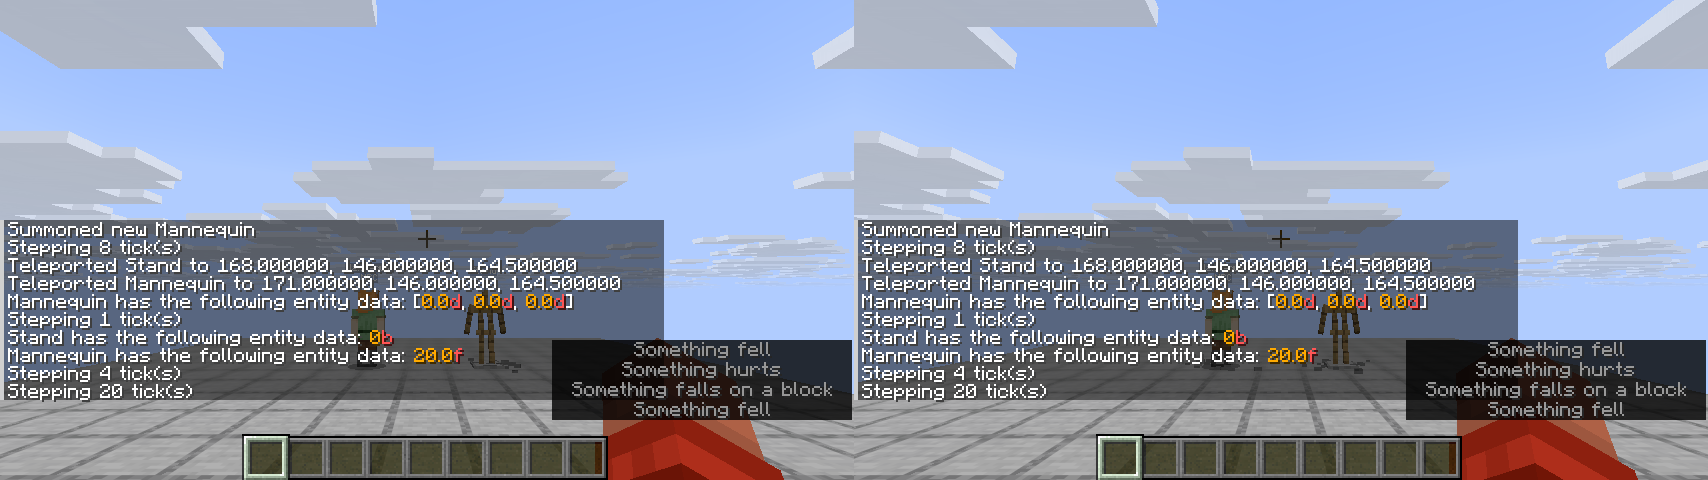 Summoned new Mannequin
Stepping 8 tick(s)
Teleported Stand to 168.000000, 146.000000, 164.500000
Teleported Mannequin to 171.000000, 146.000000, 164.500000
Mannequin has the following entity data: [0.0d, 0.0d, 0.0d]
Stepping 1 tick(s)
Stand has the following entity data: 0b
Mannequin has the following entity data: 20.0f
Stepping 4 tick(s)
Stepping 20 tick(s)
Something fell
Something hurts
Something falls on a block
Something fell
Summoned new Mannequin
Stepping 8 tick(s)
Teleported Stand to 168.000000, 146.000000, 164.500000
Teleported Mannequin to 171.000000, 146.000000, 164.500000
Mannequin has the following entity data: [0.0d, 0.0d, 0.0d]
Stepping 1 tick(s)
Stand has the following entity data: 0b
Mannequin has the following entity data: 20.0f
Stepping 4 tick(s)
Stepping 20 tick(s)
Something fell
Something hurts
Something falls on a block
Something fell